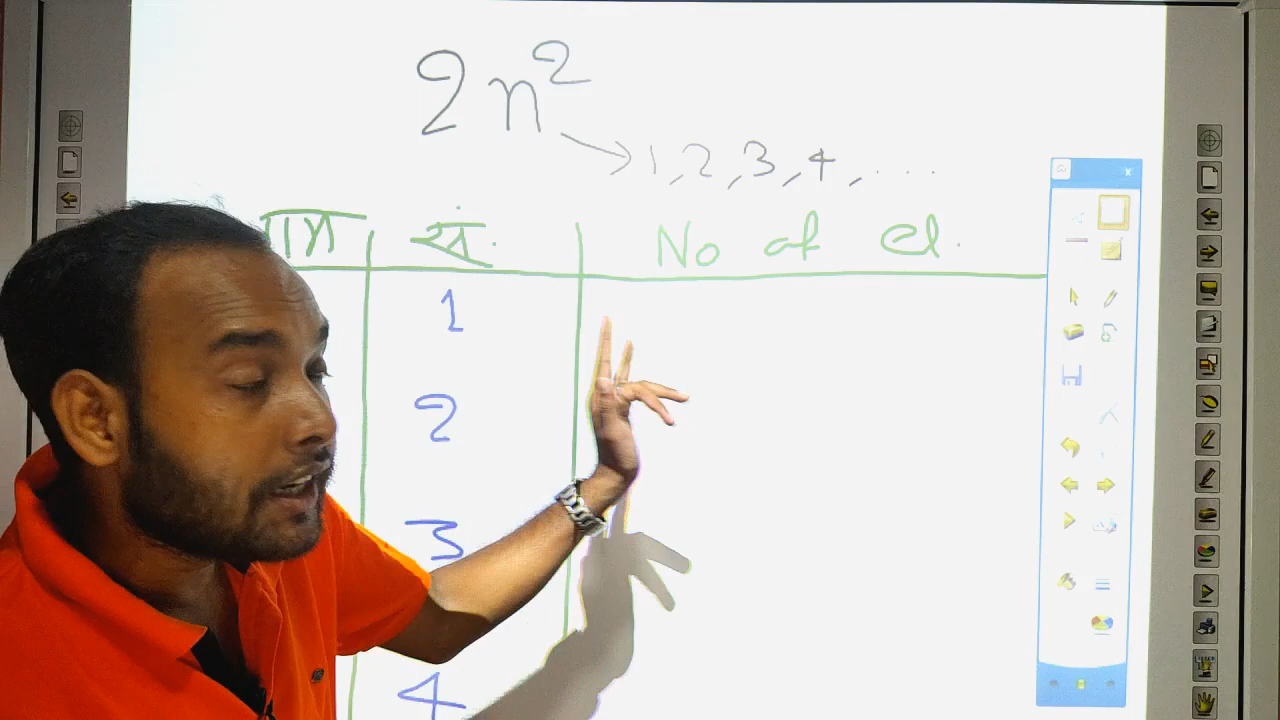 2n²
1, 2, 3, 4, . . .
सं. No of el.
1
2
3
4